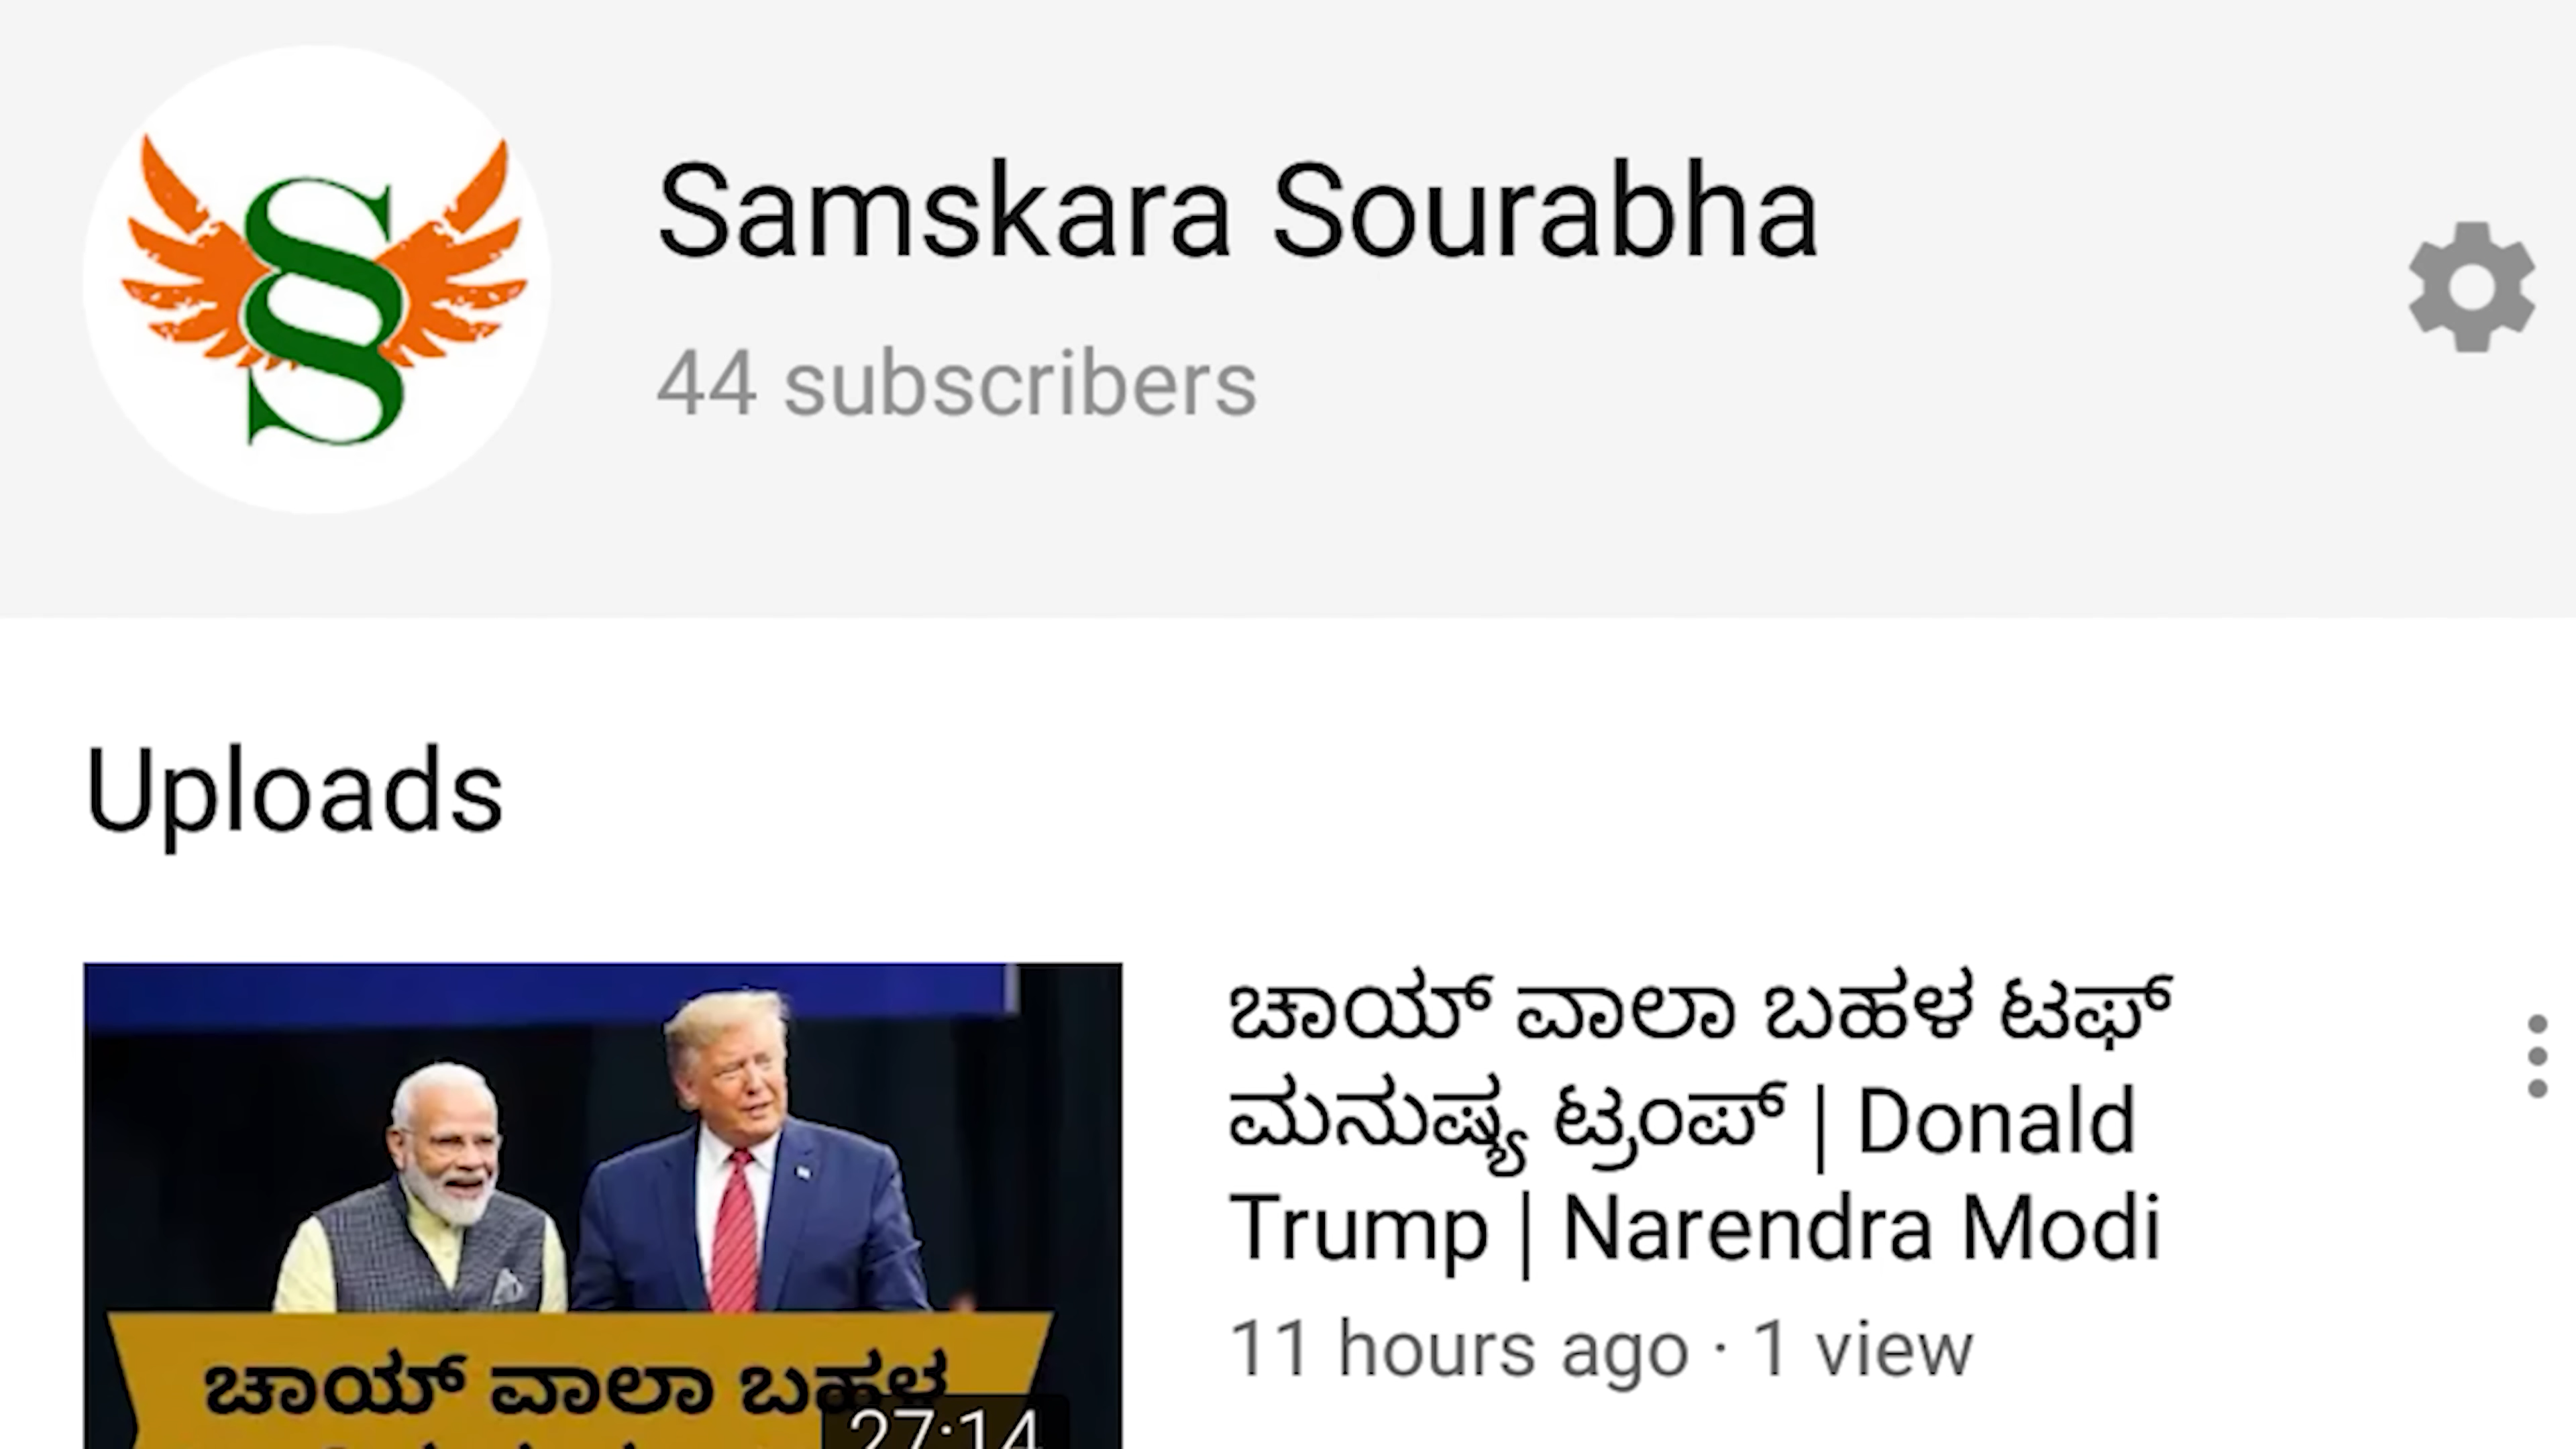 Samskara Sourabha
44 subscribers
Uploads
ಚಾಯ್ ವಾಲಾ ಬಹಳ ಟಫ್
ಮನುಷ್ಯ ಟ್ರಂಪ್ | Donald
Trump | Narendra Modi
11 hours ago · 1 view
ಚಾಯ್ ವಾಲಾ ಬಹಳ
27:14